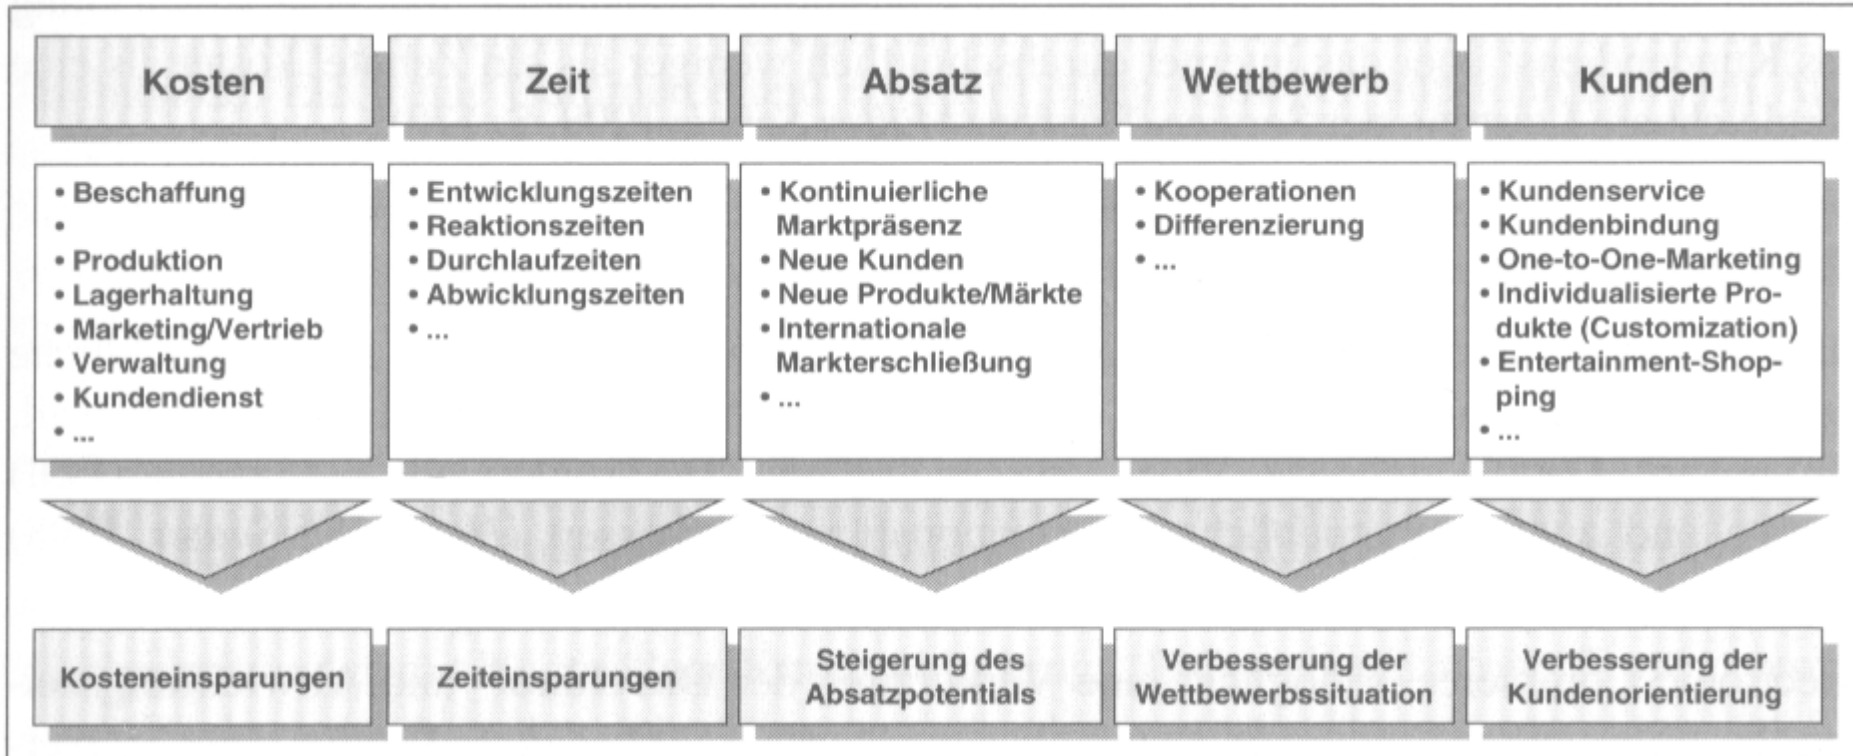 Kosten
Zeit
Absatz
Wettbewerb
Kunden
• Beschaffung
•
• Produktion
• Lagerhaltung
• Marketing/Vertrieb
• Verwaltung
• Kundendienst
• ...
• Entwicklungszeiten
• Reaktionszeiten
• Durchlaufzeiten
• Abwicklungszeiten
• ...
• Kontinuierliche
Marktpräsenz
• Neue Kunden
• Neue Produkte/Märkte
• Internationale
Markterschließung
• ...
• Kooperationen
• Differenzierung
• ...
• Kundenservice
• Kundenbindung
• One-to-One-Marketing
• Individualisierte Pro-
dukte (Customization)
• Entertainment-Shop-
ping
• ...
Kosteneinsparungen
Zeiteinsparungen
Steigerung des
Absatzpotentials
Verbesserung der
Wettbewerbssituation
Verbesserung der
Kundenorientierung